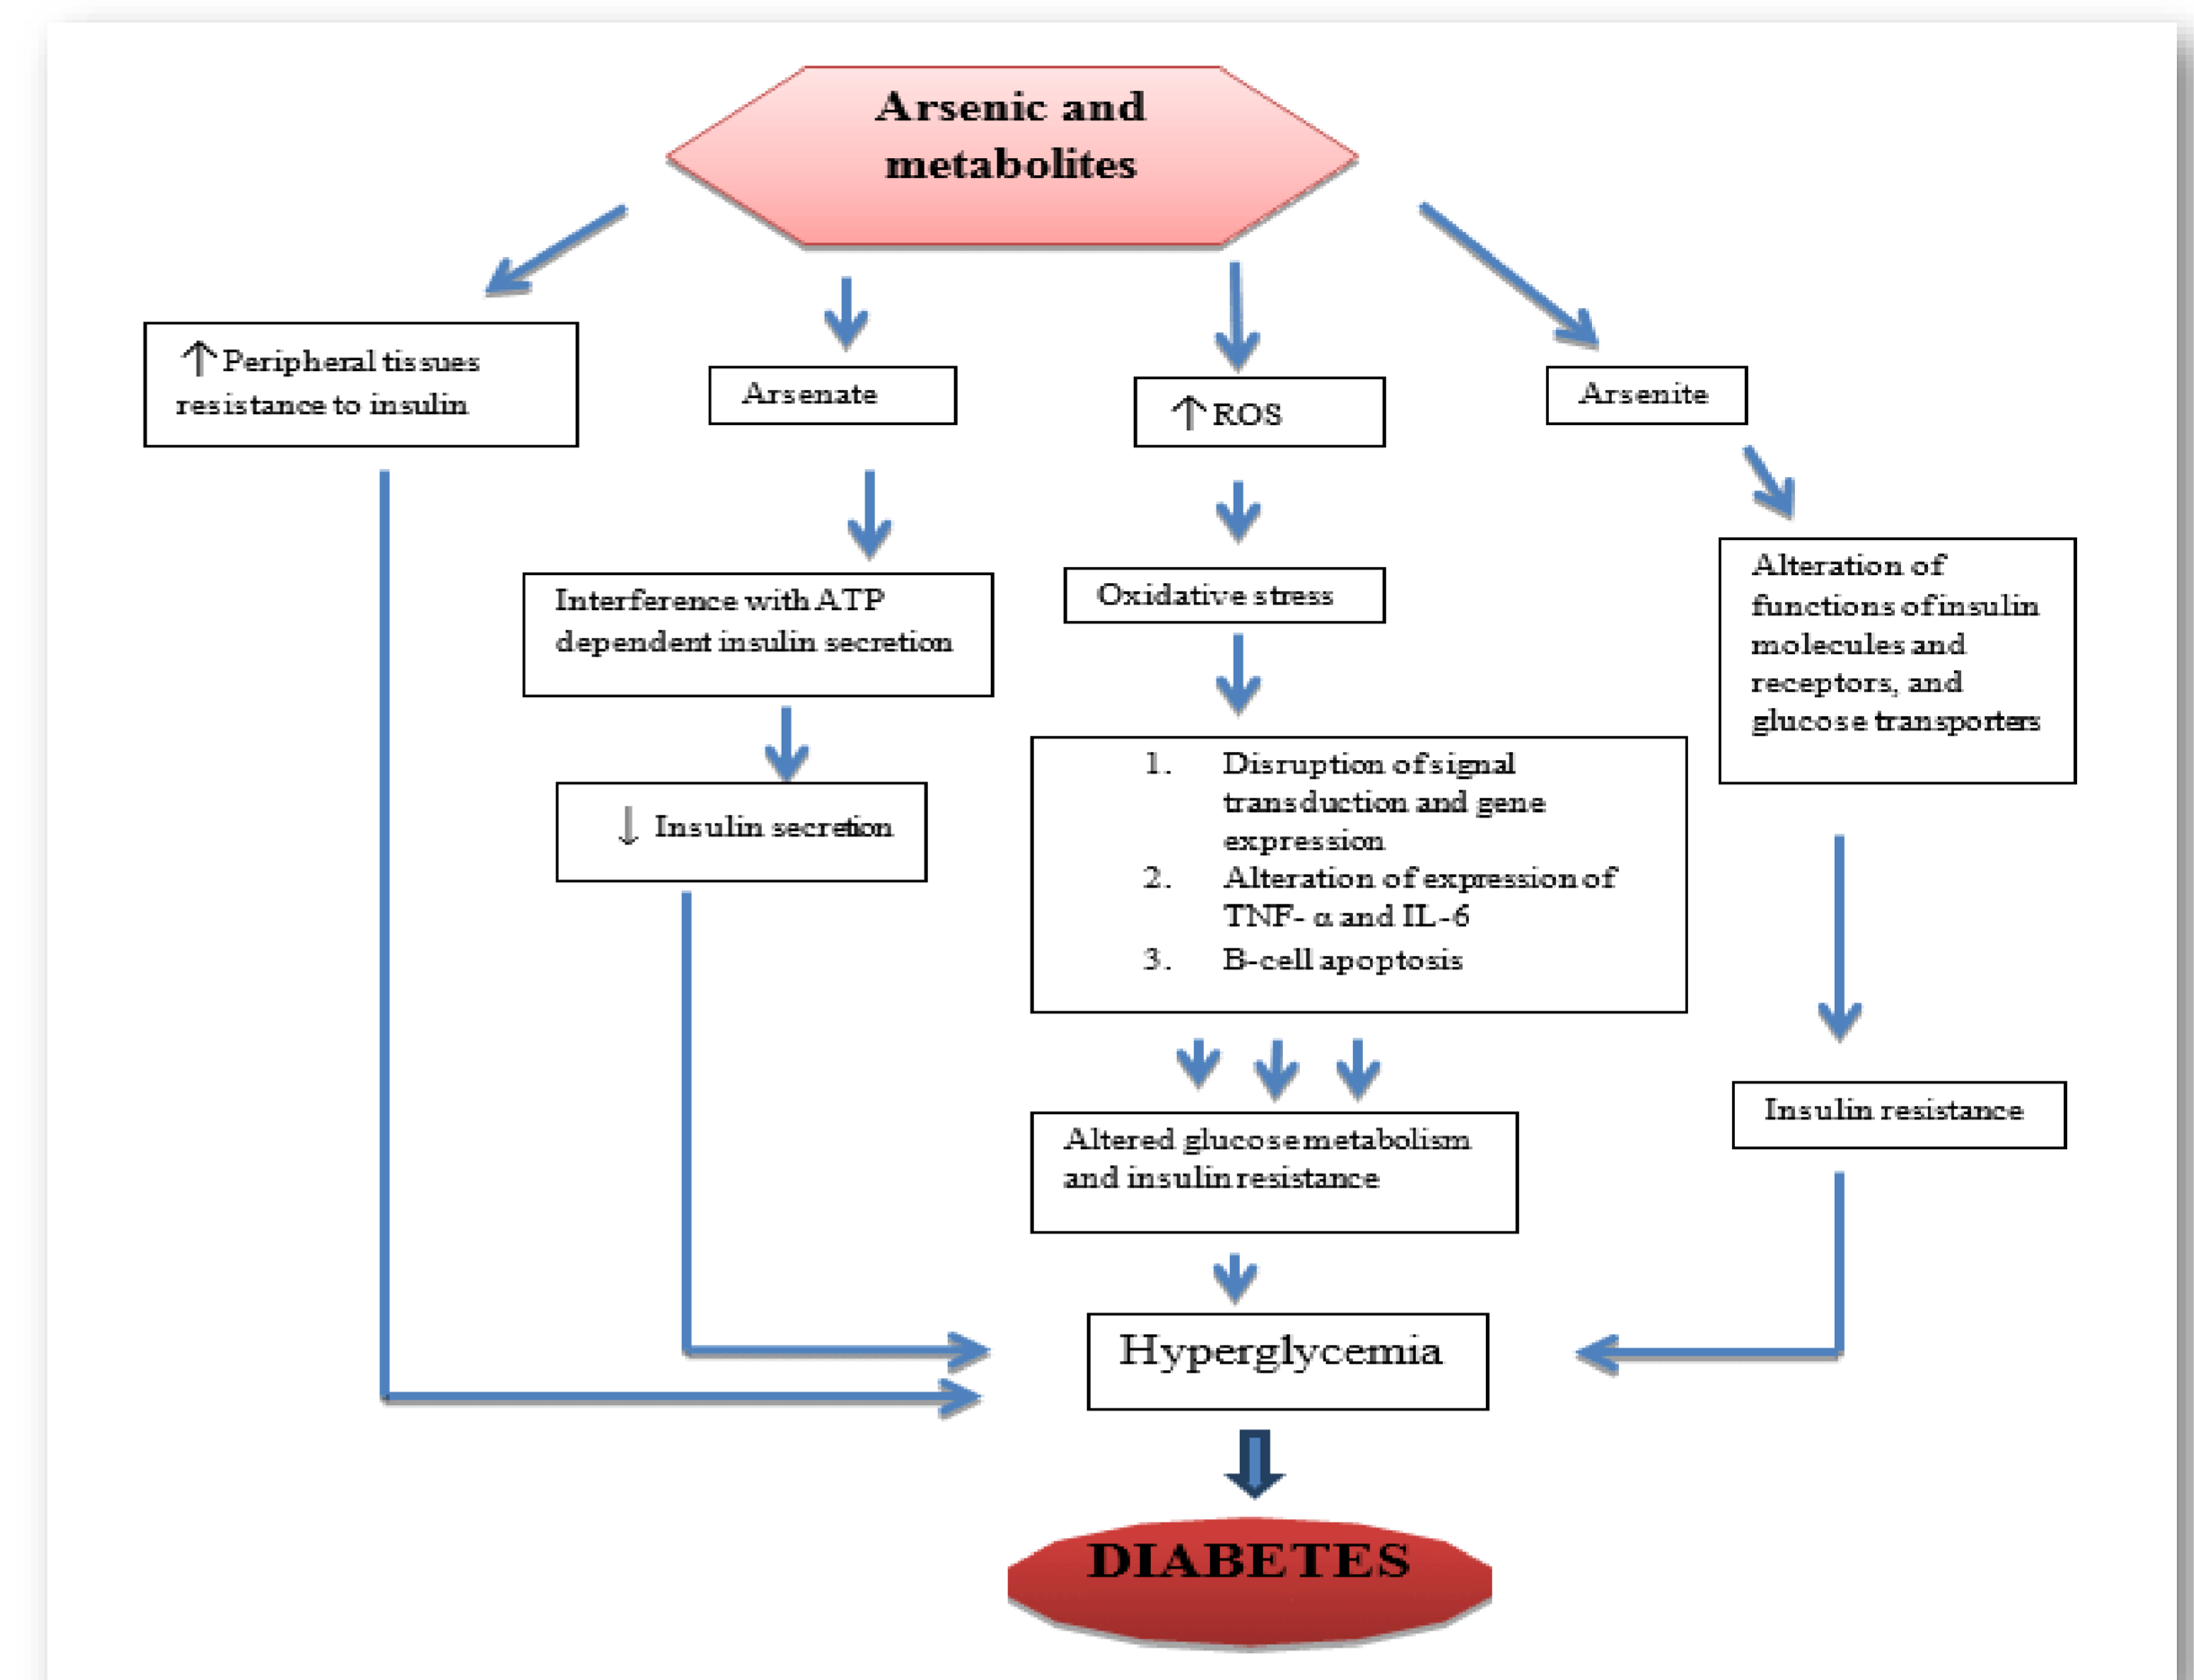 Arsenic and
metabolites
↑ Peripheral tissues
resistance to insulin
Arsenate
↑ ROS
Arsenite
Interference with ATP
dependent insulin secretion
Oxidative stress
Alteration of
functions of insulin
molecules and
receptors, and
glucose transporters
↓ Insulin secretion
1. Disruption of signal
transduction and gene
expression
2. Alteration of expression of
TNF- α and IL-6
3. B-cell apoptosis
Altered glucose metabolism
and insulin resistance
Insulin resistance
Hyperglycemia
DIABETES